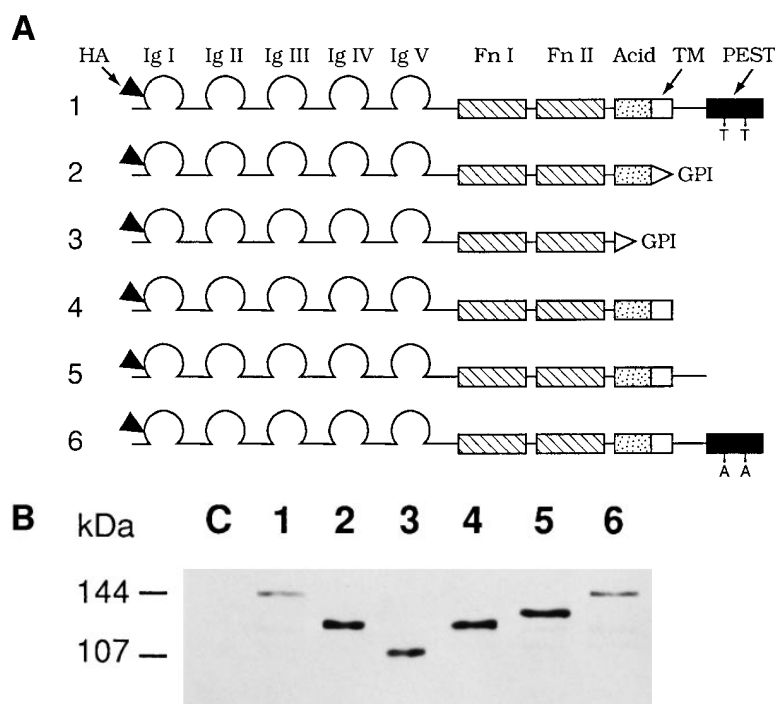 A
HA Ig I Ig II Ig III Ig IV Ig V Fn I Fn II Acid TM PEST
1
T T
2 GPI
3 GPI
4
5
6
A A
B kDa C 1 2 3 4 5 6
144
107